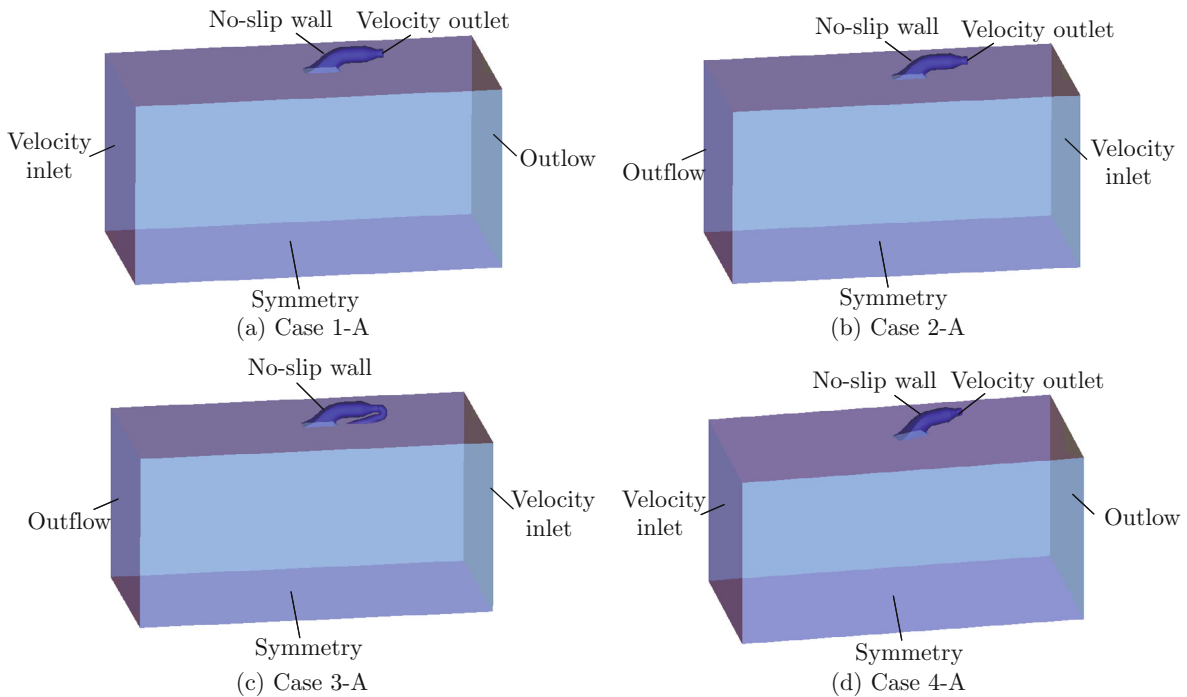 No-slip wall
Velocity outlet
Velocity
inlet
Outlow
Symmetry
(a) Case 1-A
No-slip wall
Velocity outlet
Outflow
Velocity
inlet
Symmetry
(b) Case 2-A
No-slip wall
Outflow
Velocity
inlet
Symmetry
(c) Case 3-A
No-slip wall
Velocity outlet
Velocity
inlet
Outlow
Symmetry
(d) Case 4-A